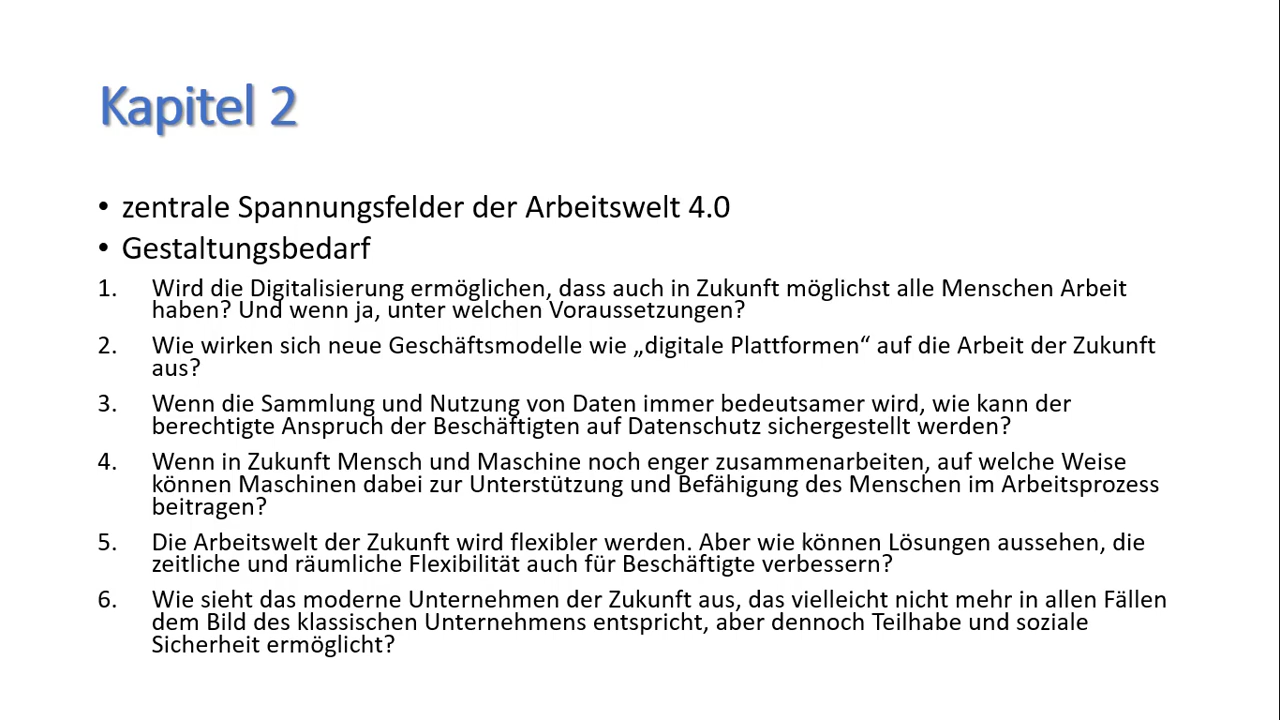 Kapitel 2
• zentrale Spannungsfelder der Arbeitswelt 4.0
• Gestaltungsbedarf
1. Wird die Digitalisierung ermöglichen, dass auch in Zukunft möglichst alle Menschen Arbeit
haben? Und wenn ja, unter welchen Voraussetzungen?
2. Wie wirken sich neue Geschäftsmodelle wie „digitale Plattformen“ auf die Arbeit der Zukunft
aus?
3. Wenn die Sammlung und Nutzung von Daten immer bedeutsamer wird, wie kann der
berechtigte Anspruch der Beschäftigten auf Datenschutz sichergestellt werden?
4. Wenn in Zukunft Mensch und Maschine noch enger zusammenarbeiten, auf welche Weise
können Maschinen dabei zur Unterstützung und Befähigung des Menschen im Arbeitsprozess
beitragen?
5. Die Arbeitswelt der Zukunft wird flexibler werden. Aber wie können Lösungen aussehen, die
zeitliche und räumliche Flexibilität auch für Beschäftigte verbessern?
6. Wie sieht das moderne Unternehmen der Zukunft aus, das vielleicht nicht mehr in allen Fällen
dem Bild des klassischen Unternehmens entspricht, aber dennoch Teilhabe und soziale
Sicherheit ermöglicht?